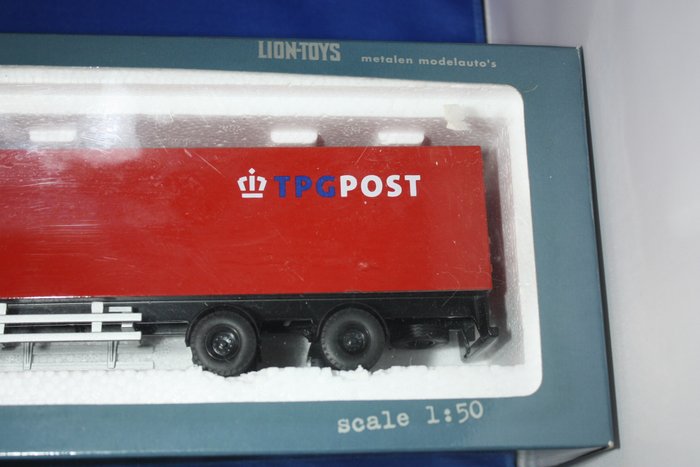 LION-TOYS metalen modelauto's
TPGPOST
scale 1:50